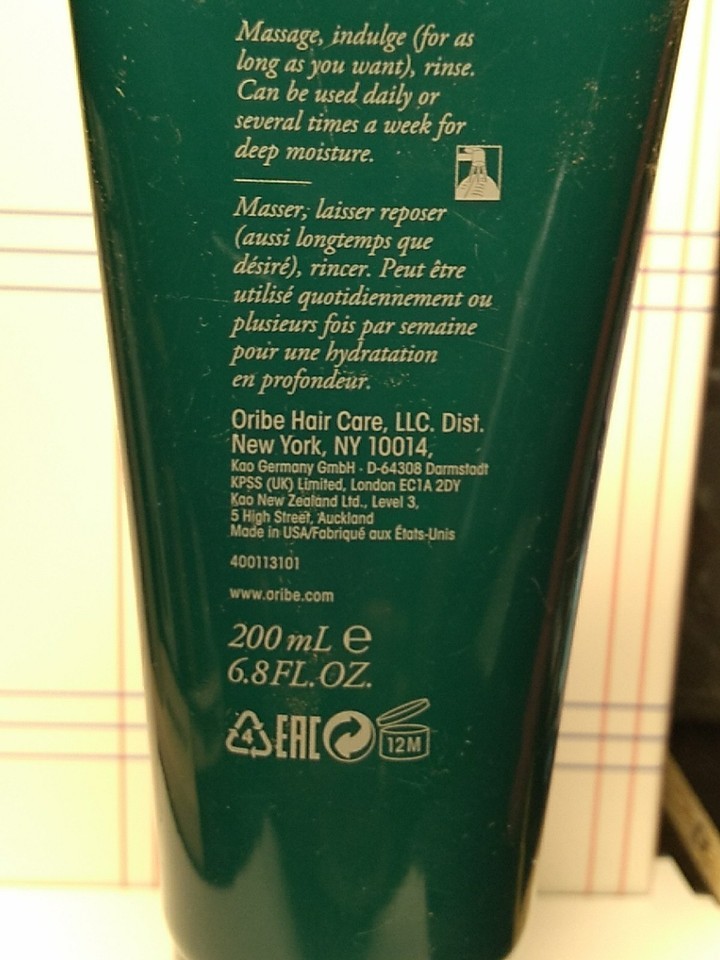 Massage, indulge (for as
long as you want), rinse.
Can be used daily or
several times a week for
deep moisture.
Masser, laisser reposer
(aussi longtemps que
désiré), rincer. Peut être
utilisé quotidiennement ou
plusieurs fois par semaine
pour une hydratation
en profondeur.
Oribe Hair Care, LLC. Dist.
New York, NY 10014,
Kao Germany GmbH · D-64308 Darmstadt
KPSS (UK) Limited, London EC1A 2DY
Kao New Zealand Ltd., Level 3,
5 High Street, Auckland
Made in USA/Fabriqué aux États-Unis
400113101
www.oribe.com
200 mL ℮
6.8 FL. OZ.
4 EAC 12M